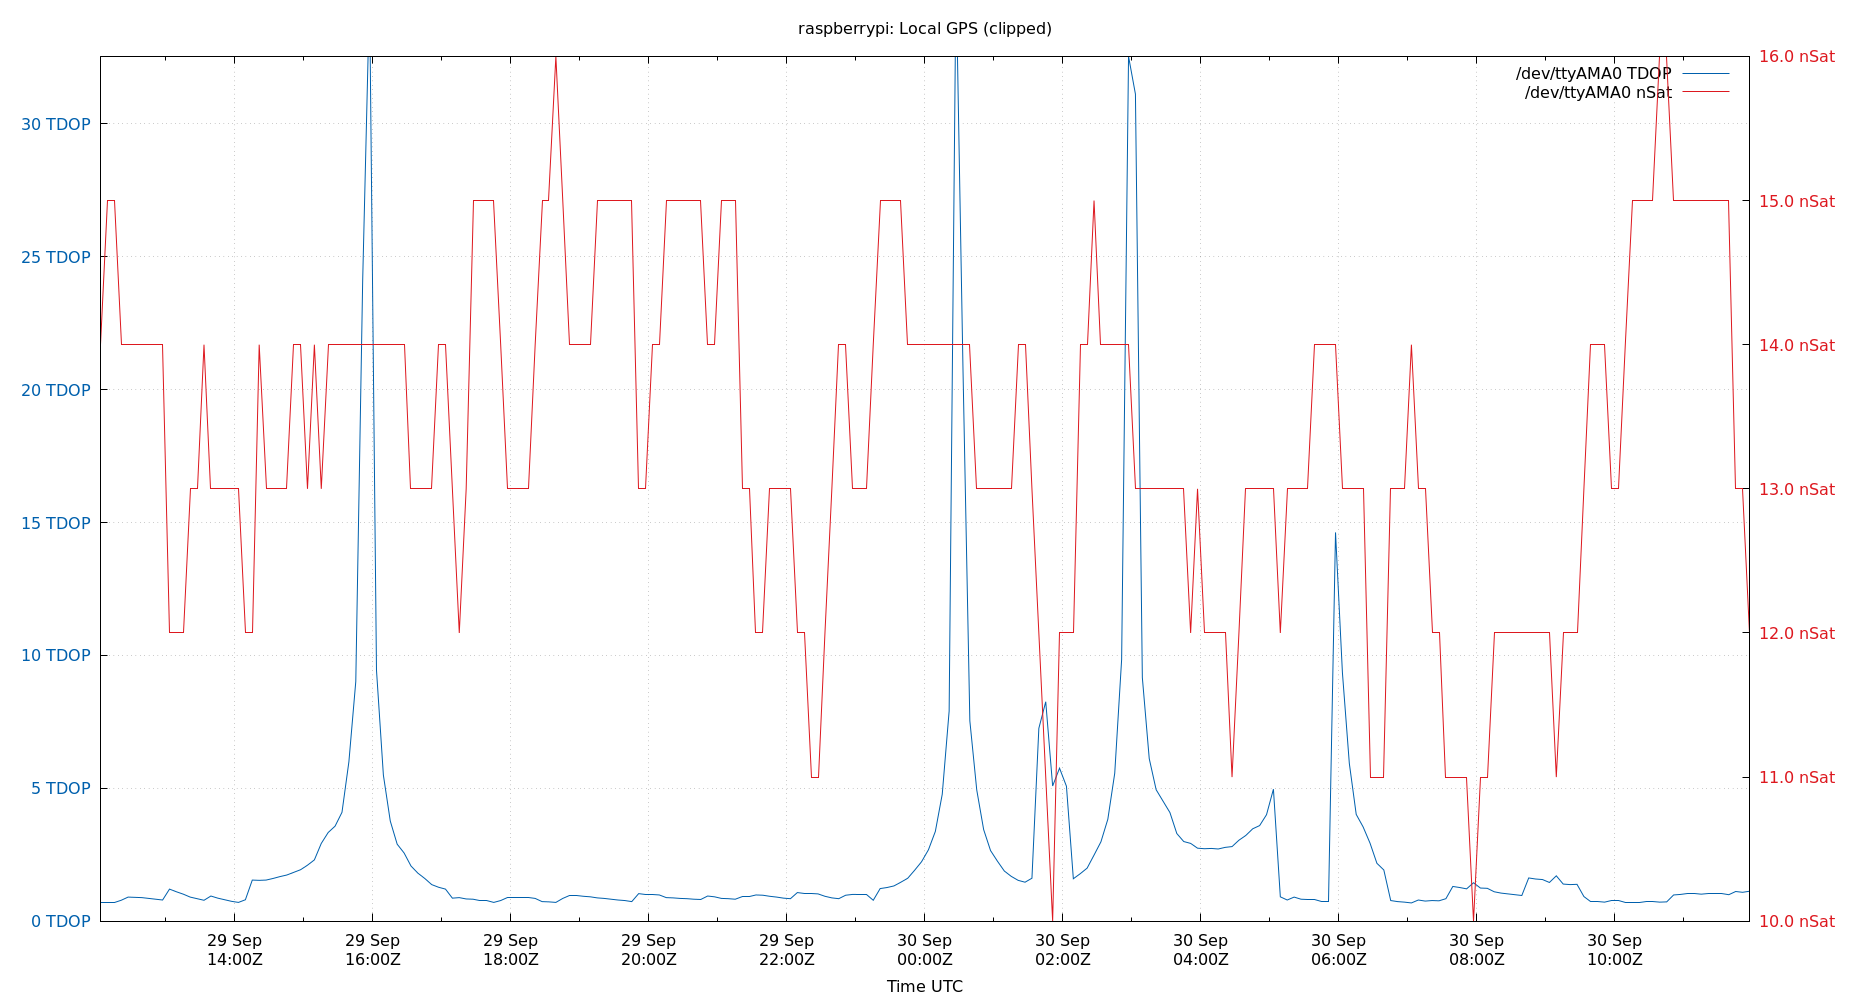 raspberrypi: Local GPS (clipped)
/dev/ttyAMA0 TDOP
/dev/ttyAMA0 nSat
30 TDOP
25 TDOP
20 TDOP
15 TDOP
10 TDOP
5 TDOP
0 TDOP
16.0 nSat
15.0 nSat
14.0 nSat
13.0 nSat
12.0 nSat
11.0 nSat
10.0 nSat
29 Sep
14:00Z
29 Sep
16:00Z
29 Sep
18:00Z
29 Sep
20:00Z
29 Sep
22:00Z
30 Sep
00:00Z
30 Sep
02:00Z
30 Sep
04:00Z
30 Sep
06:00Z
30 Sep
08:00Z
30 Sep
10:00Z
Time UTC